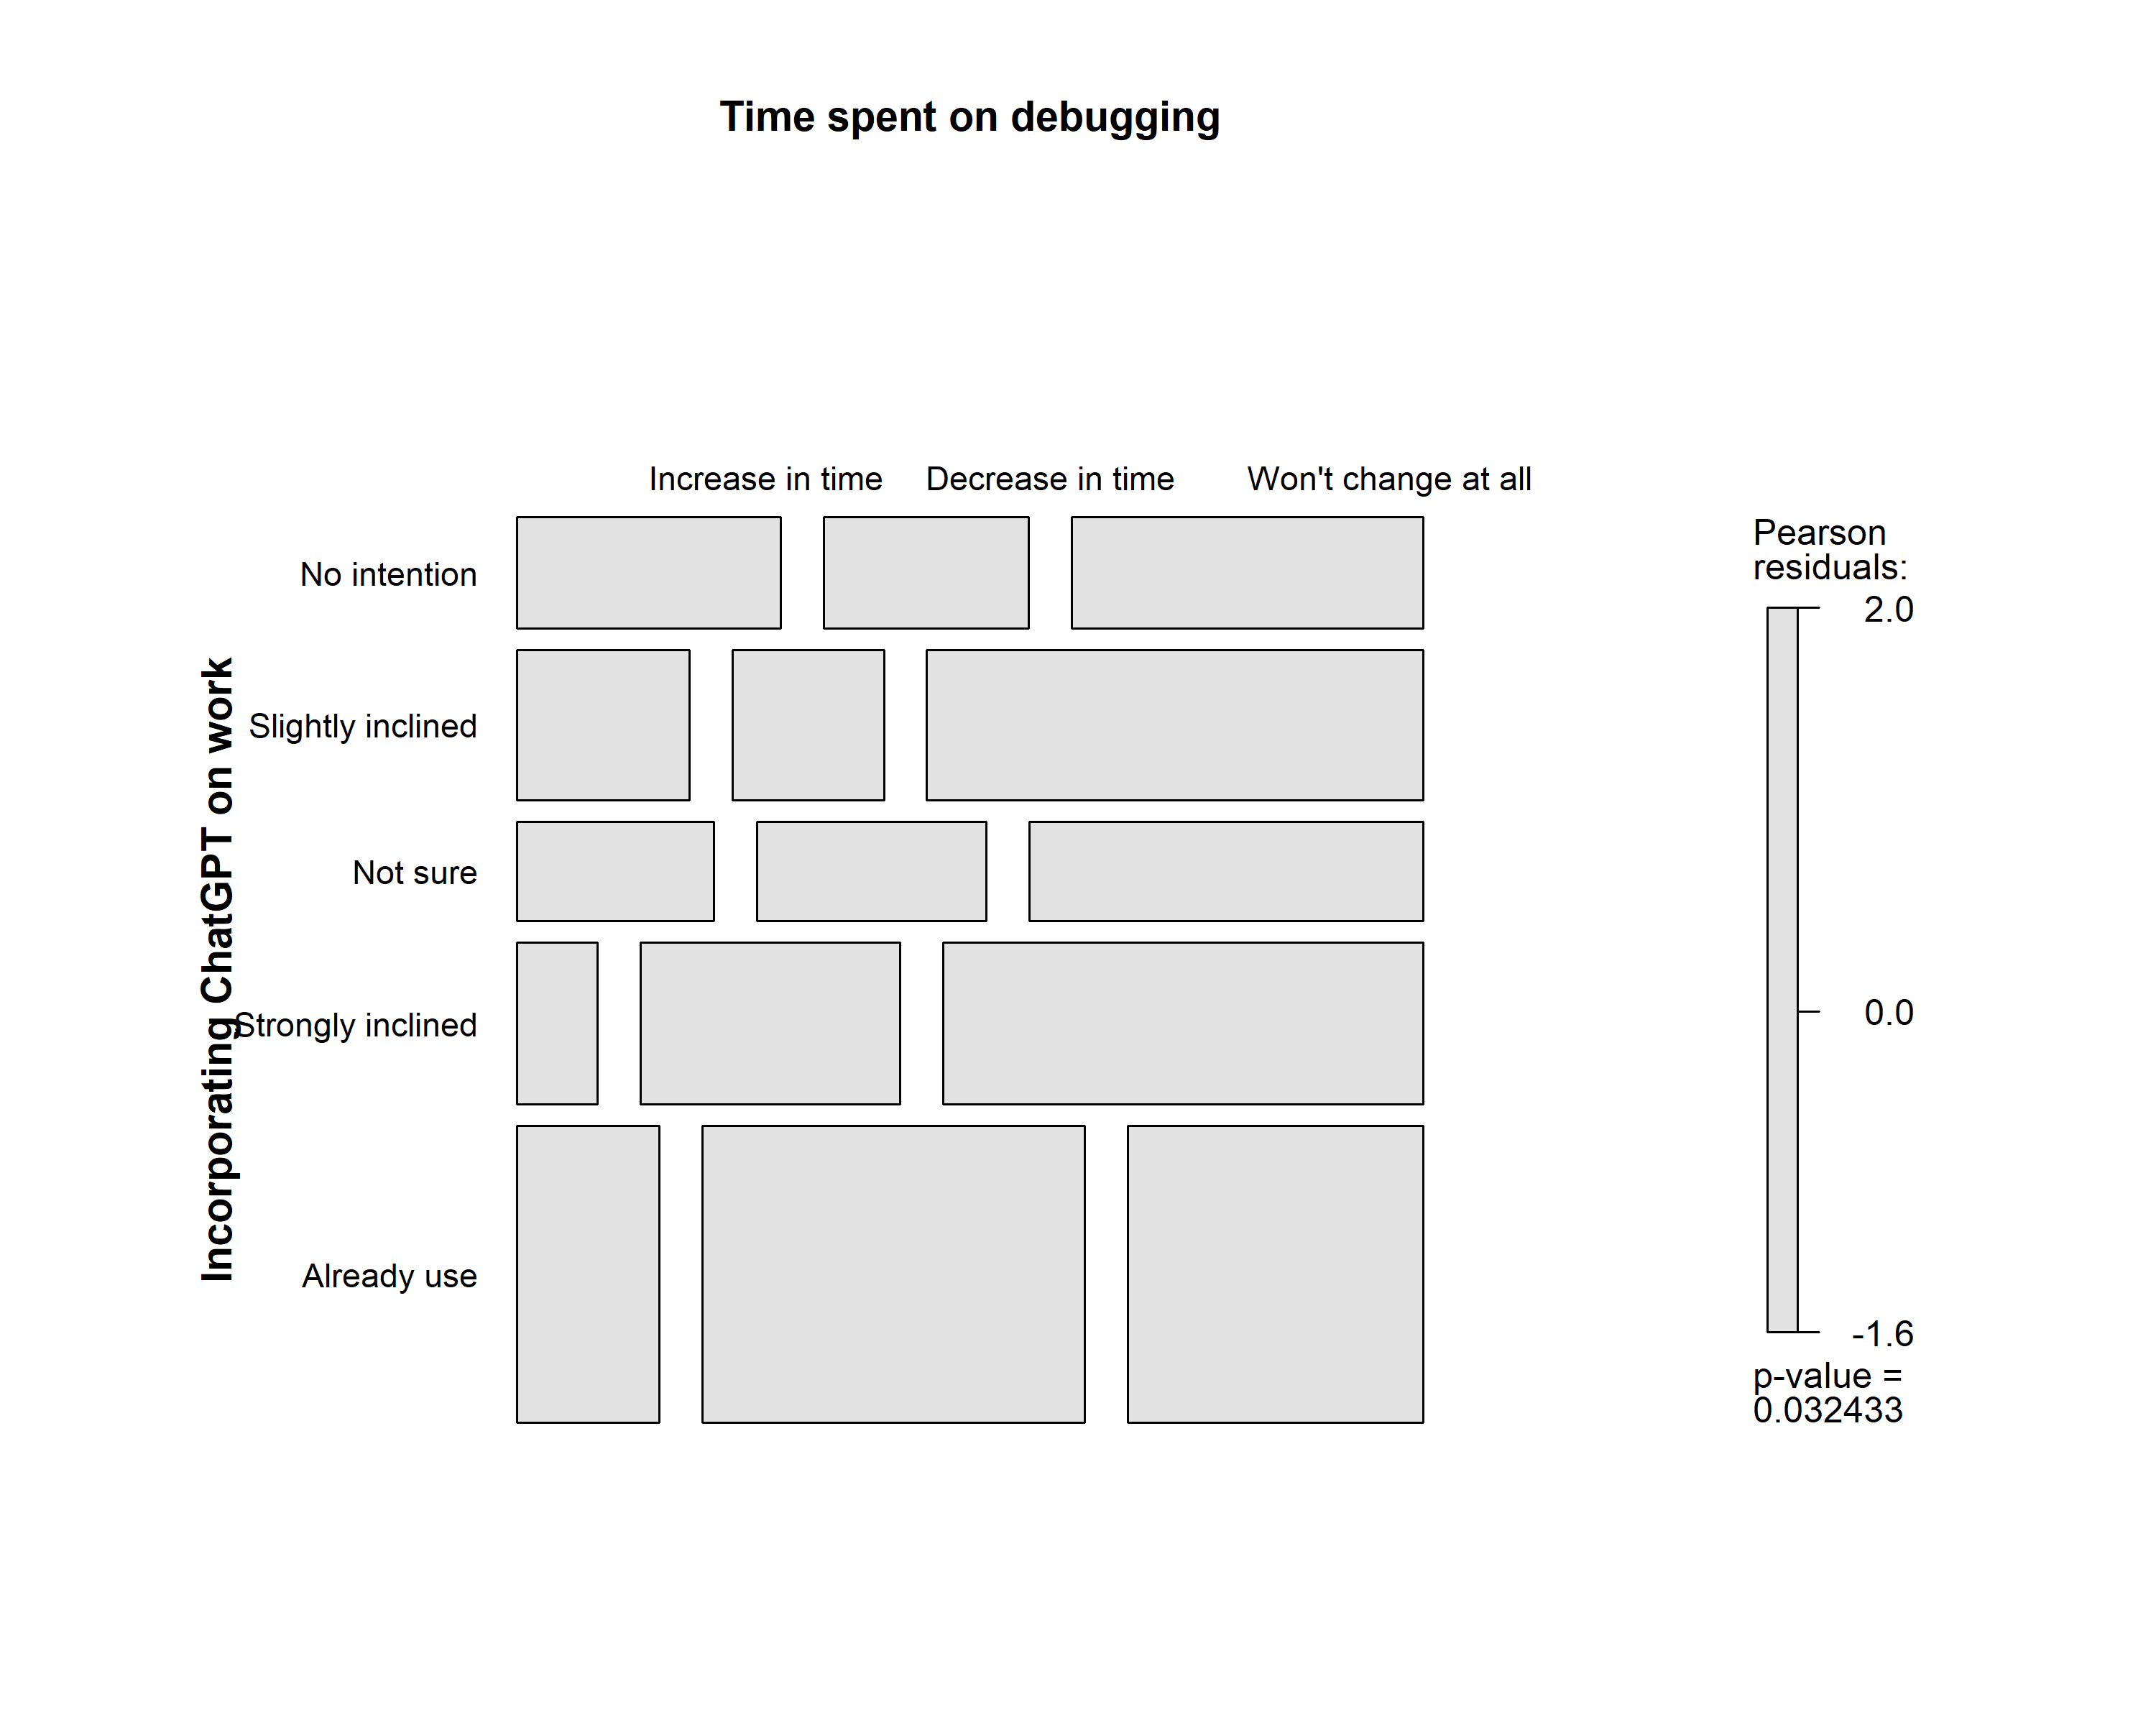 Time spent on debugging
Increase in time
Decrease in time
Won't change at all
Incorporating ChatGPT on work
No intention
Slightly inclined
Not sure
Strongly inclined
Already use
Pearson
residuals:
2.0
0.0
-1.6
p-value =
0.032433